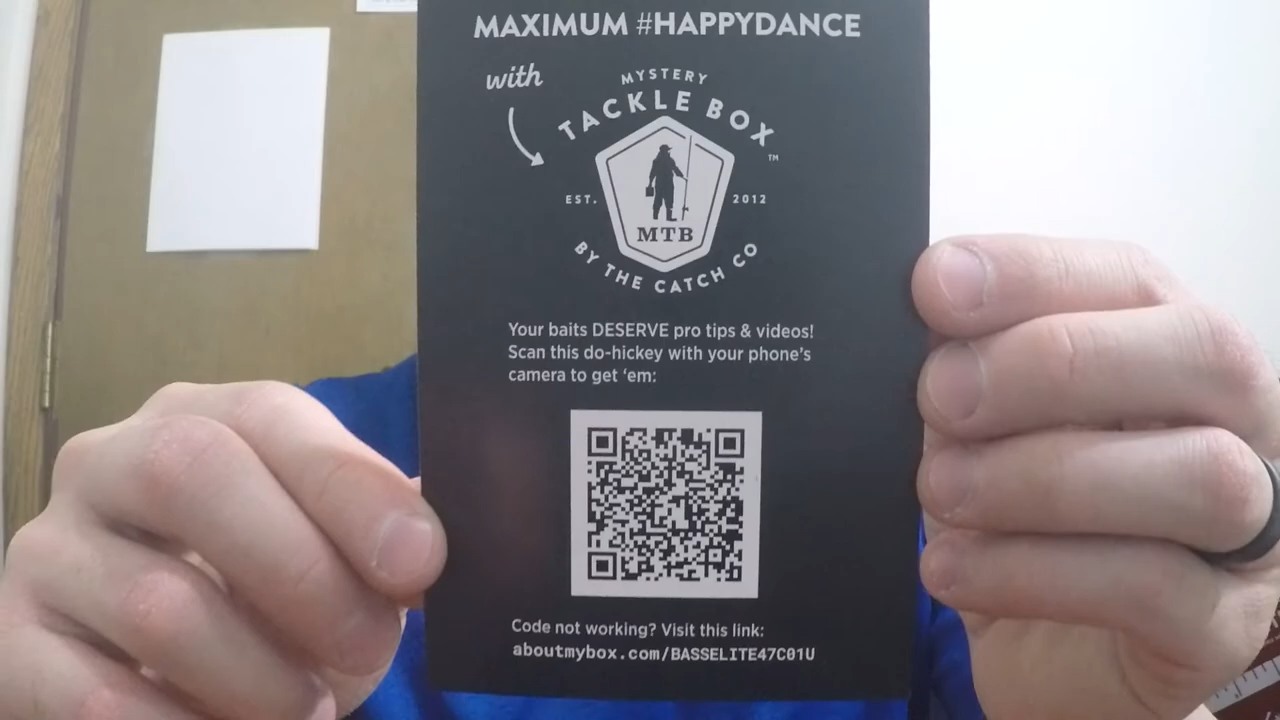 MAXIMUM #HAPPYDANCE
with
MYSTERY
TACKLE BOX
™
EST. 2012
MTB
BY THE CATCH CO
Your baits DESERVE pro tips & videos!
Scan this do-hickey with your phone's
camera to get ‘em:
Code not working? Visit this link:
aboutmybox.com/BASSELITE47C01U